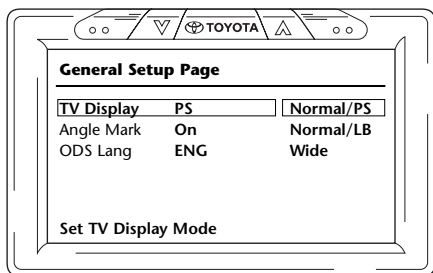 TOYOTA
General Setup Page
TV Display PS Normal/PS
Angle Mark On Normal/LB
ODS Lang ENG Wide
Set TV Display Mode